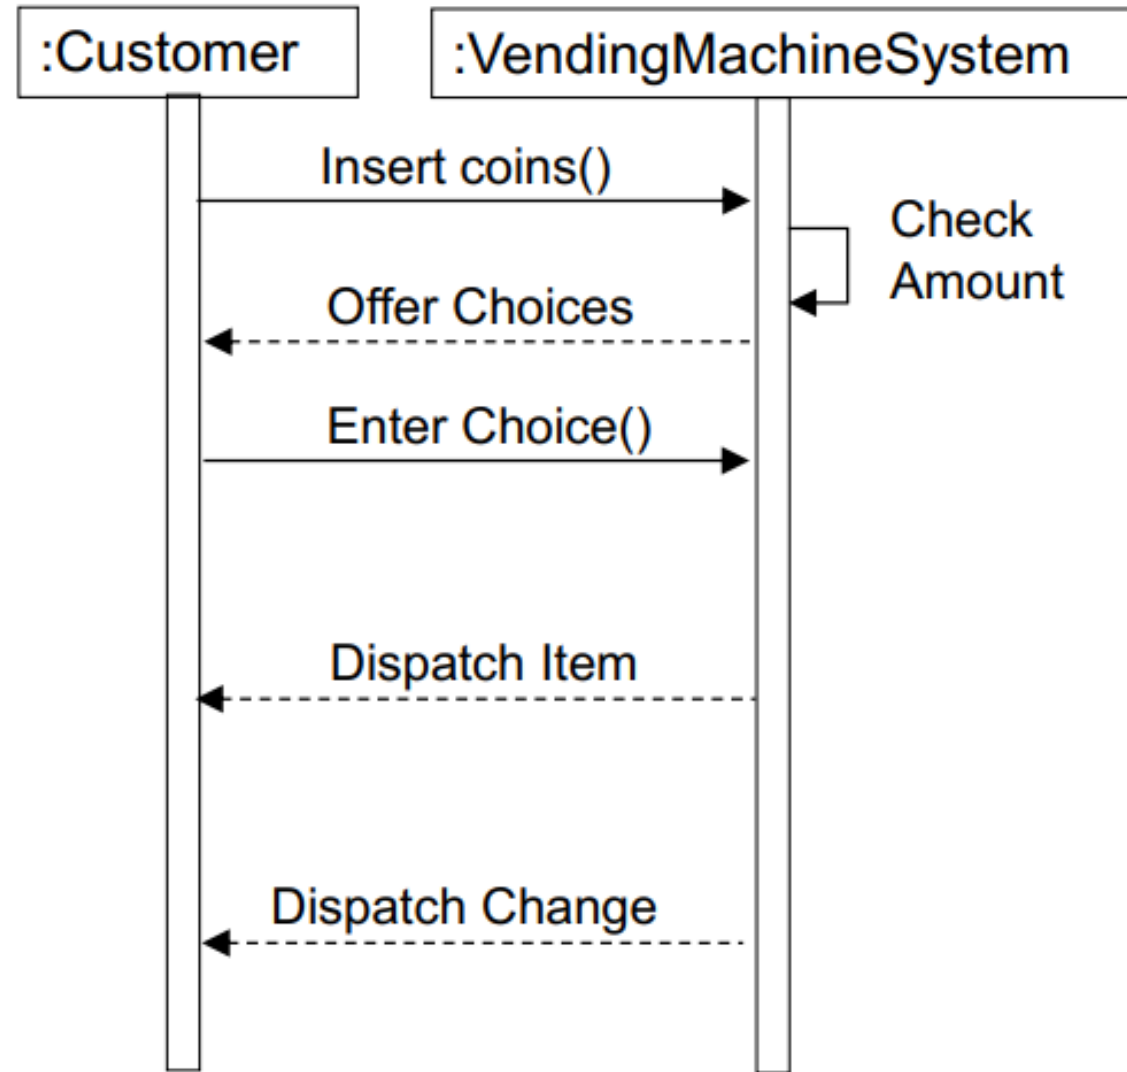 :Customer
:VendingMachineSystem
Insert coins()
Check
Amount
Offer Choices
Enter Choice()
Dispatch Item
Dispatch Change